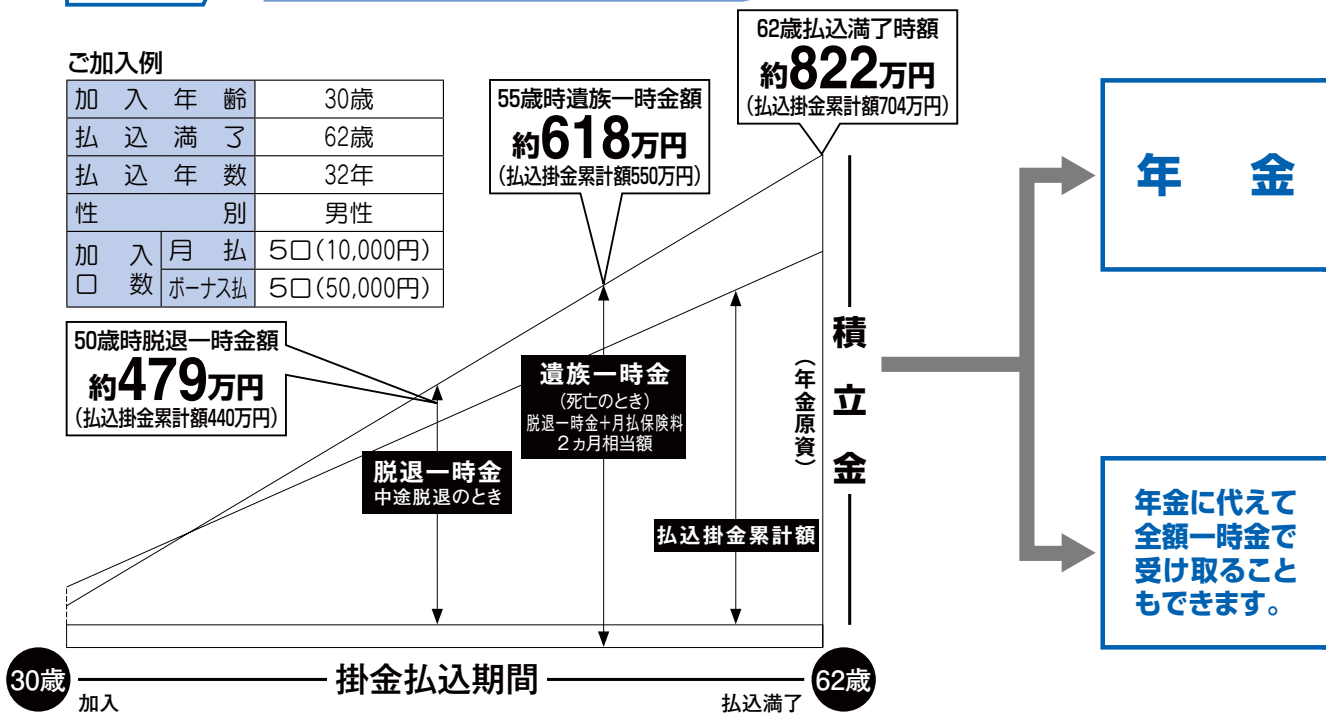 ご加入例
加入年齢 30歳
払込満了 62歳
払込年数 32年
性別 男性
加入口数 月払 5口(10,000円)
ボーナス払 5口(50,000円)
62歳払込満了時額
約822万円
(払込掛金累計額704万円)
55歳時遺族一時金額
約618万円
(払込掛金累計額550万円)
50歳時脱退一時金額
約479万円
(払込掛金累計額440万円)
遺族一時金
(死亡のとき)
脱退一時金+月払保険料
2ヵ月相当額
脱退一時金
中途脱退のとき
払込掛金累計額
積立金
(年金原資)
年金
年金に代えて
全額一時金で
受け取ること
もできます。
30歳
加入
掛金払込期間
払込満了
62歳